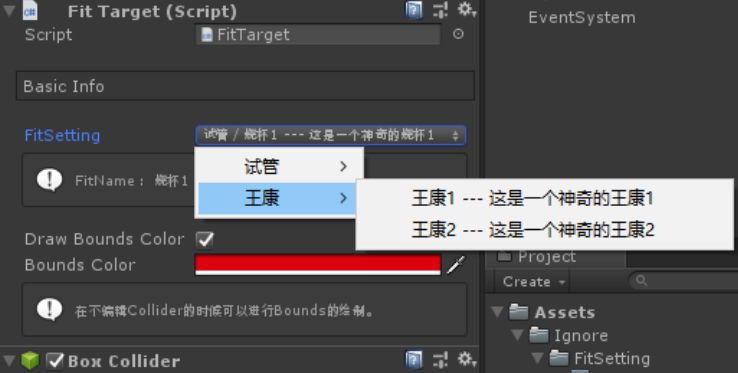 Fit Target (Script)
Script
FitTarget
Basic Info
FitSetting
试管 / 烧杯1 --- 这是一个神奇的烧杯1
试管
王康
王康1 --- 这是一个神奇的王康1
王康2 --- 这是一个神奇的王康2
FitName： 烧杯1
Draw Bounds Color
Bounds Color
在不编辑Collider的时候可以进行Bounds的绘制。
Box Collider
EventSystem
Project
Create
Assets
Ignore
FitSetting